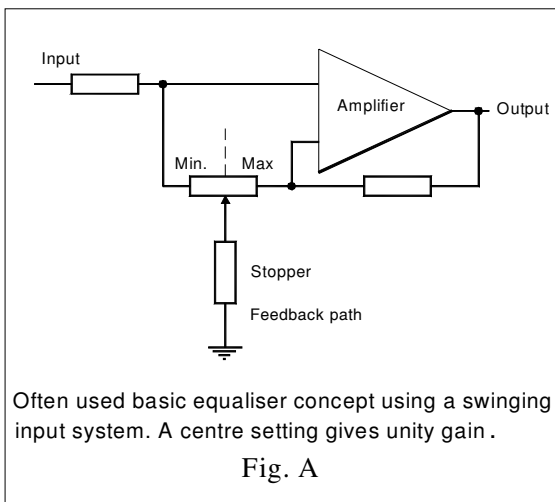 Input
Amplifier
Output
Min. Max
Stopper
Feedback path
Often used basic equaliser concept using a swinging
input system. A centre setting gives unity gain .
Fig. A